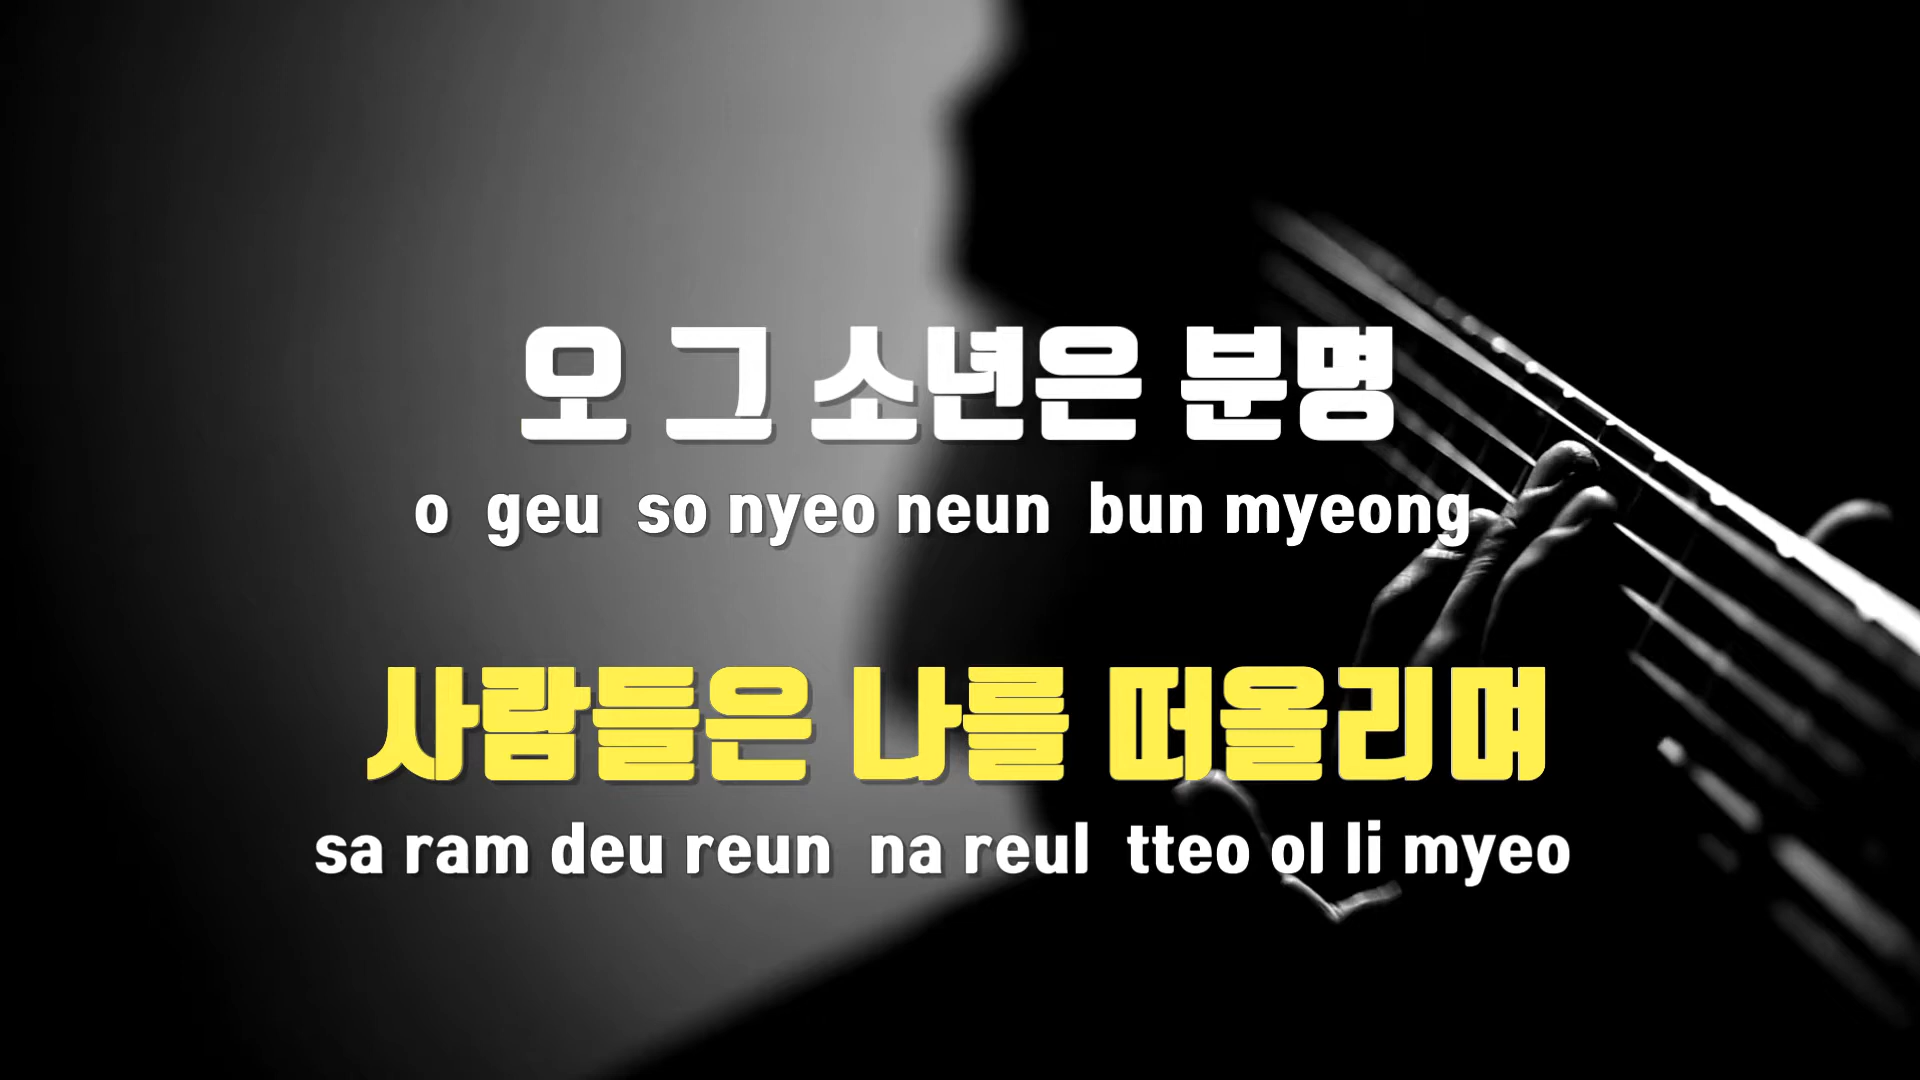 오 그 소년은 분명
o geu so nyeo neun bun myeong
사람들은 나를 떠올리며
sa ram deu reun na reul tteo ol li myeo